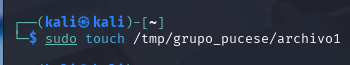 ┌──(kali㉿kali)-[~]
└─$ sudo touch /tmp/grupo_pucese/archivo1